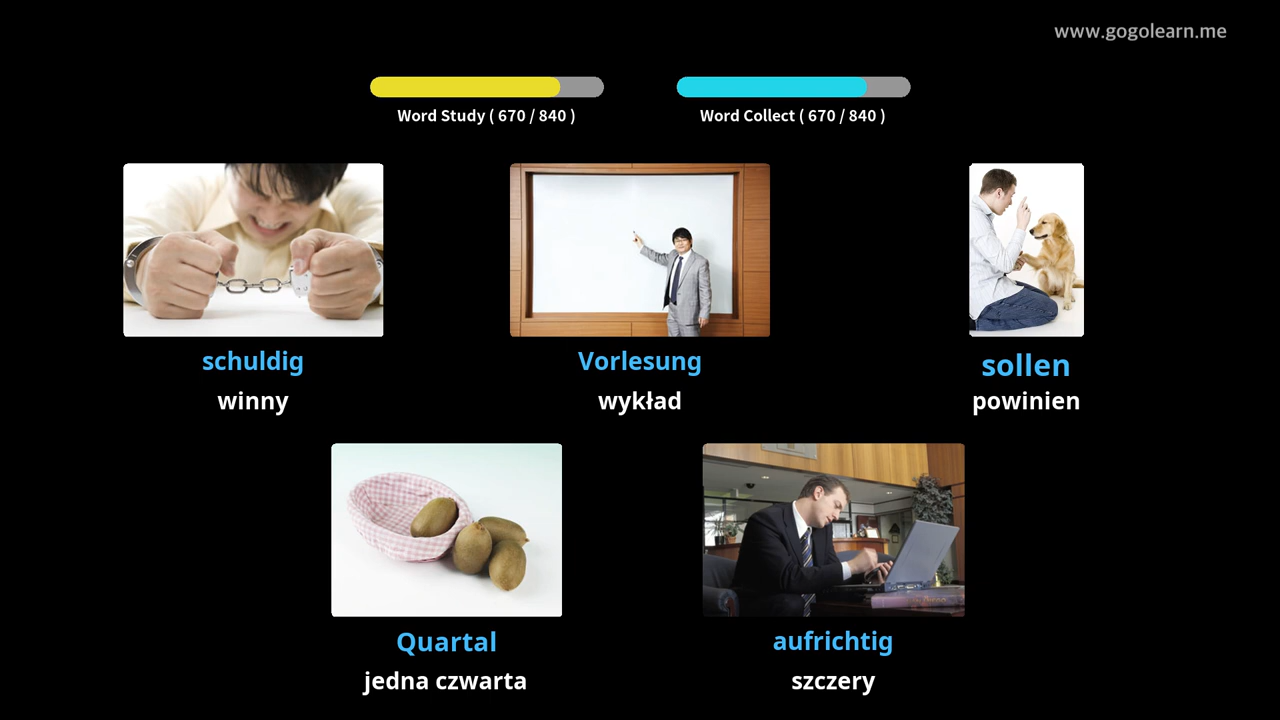 www.gogolearn.me
Word Study ( 670 / 840 )
Word Collect ( 670 / 840 )
schuldig
winny
Vorlesung
wykład
sollen
powinien
Quartal
jedna czwarta
aufrichtig
szczery